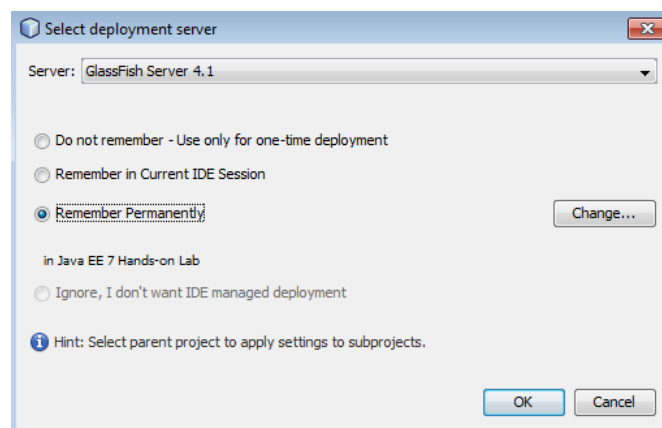 Select deployment server
Server: GlassFish Server 4.1
Do not remember - Use only for one-time deployment
Remember in Current IDE Session
Remember Permanently
Change...
in Java EE 7 Hands-on Lab
Ignore, I don't want IDE managed deployment
Hint: Select parent project to apply settings to subprojects.
OK Cancel